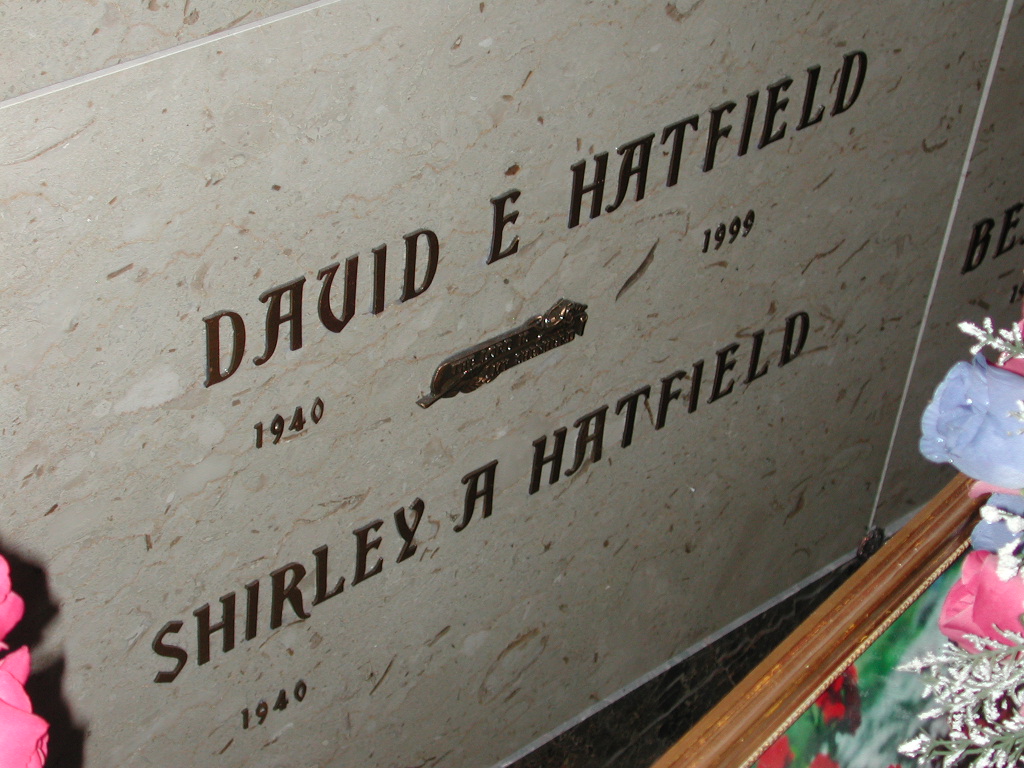 DAVID E HATFIELD
1940 1999
SHIRLEY A HATFIELD
1940